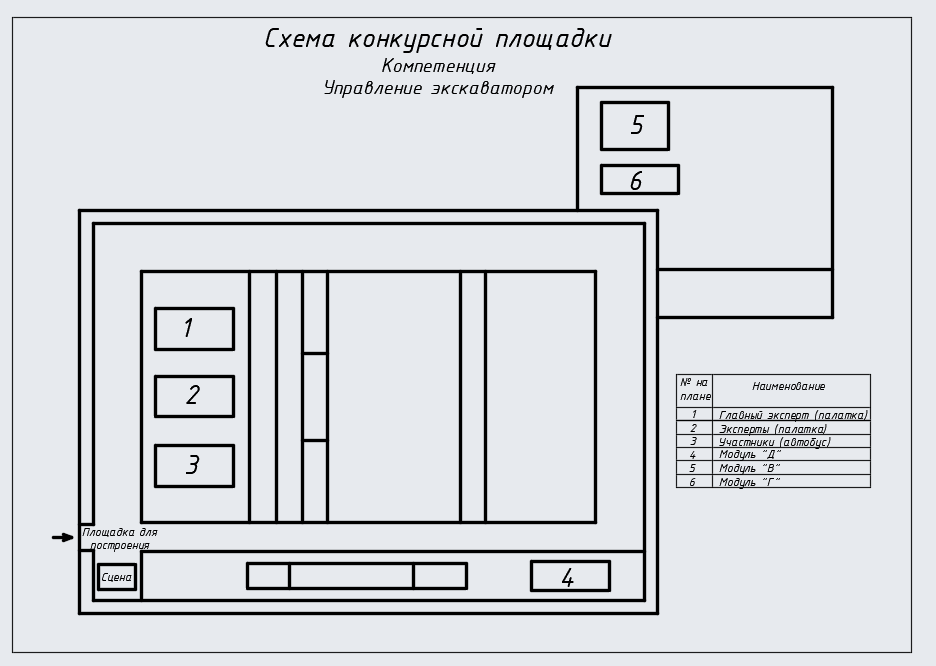 Схема конкурсной площадки
Компетенция
Управление экскаватором
5
6
1
2
3
№ на плане Наименование
1 Главный эксперт (палатка)
2 Эксперты (палатка)
3 Участники (автобус)
4 Модуль "Д"
5 Модуль "В"
6 Модуль "Г"
Площадка для
построения
Сцена
4